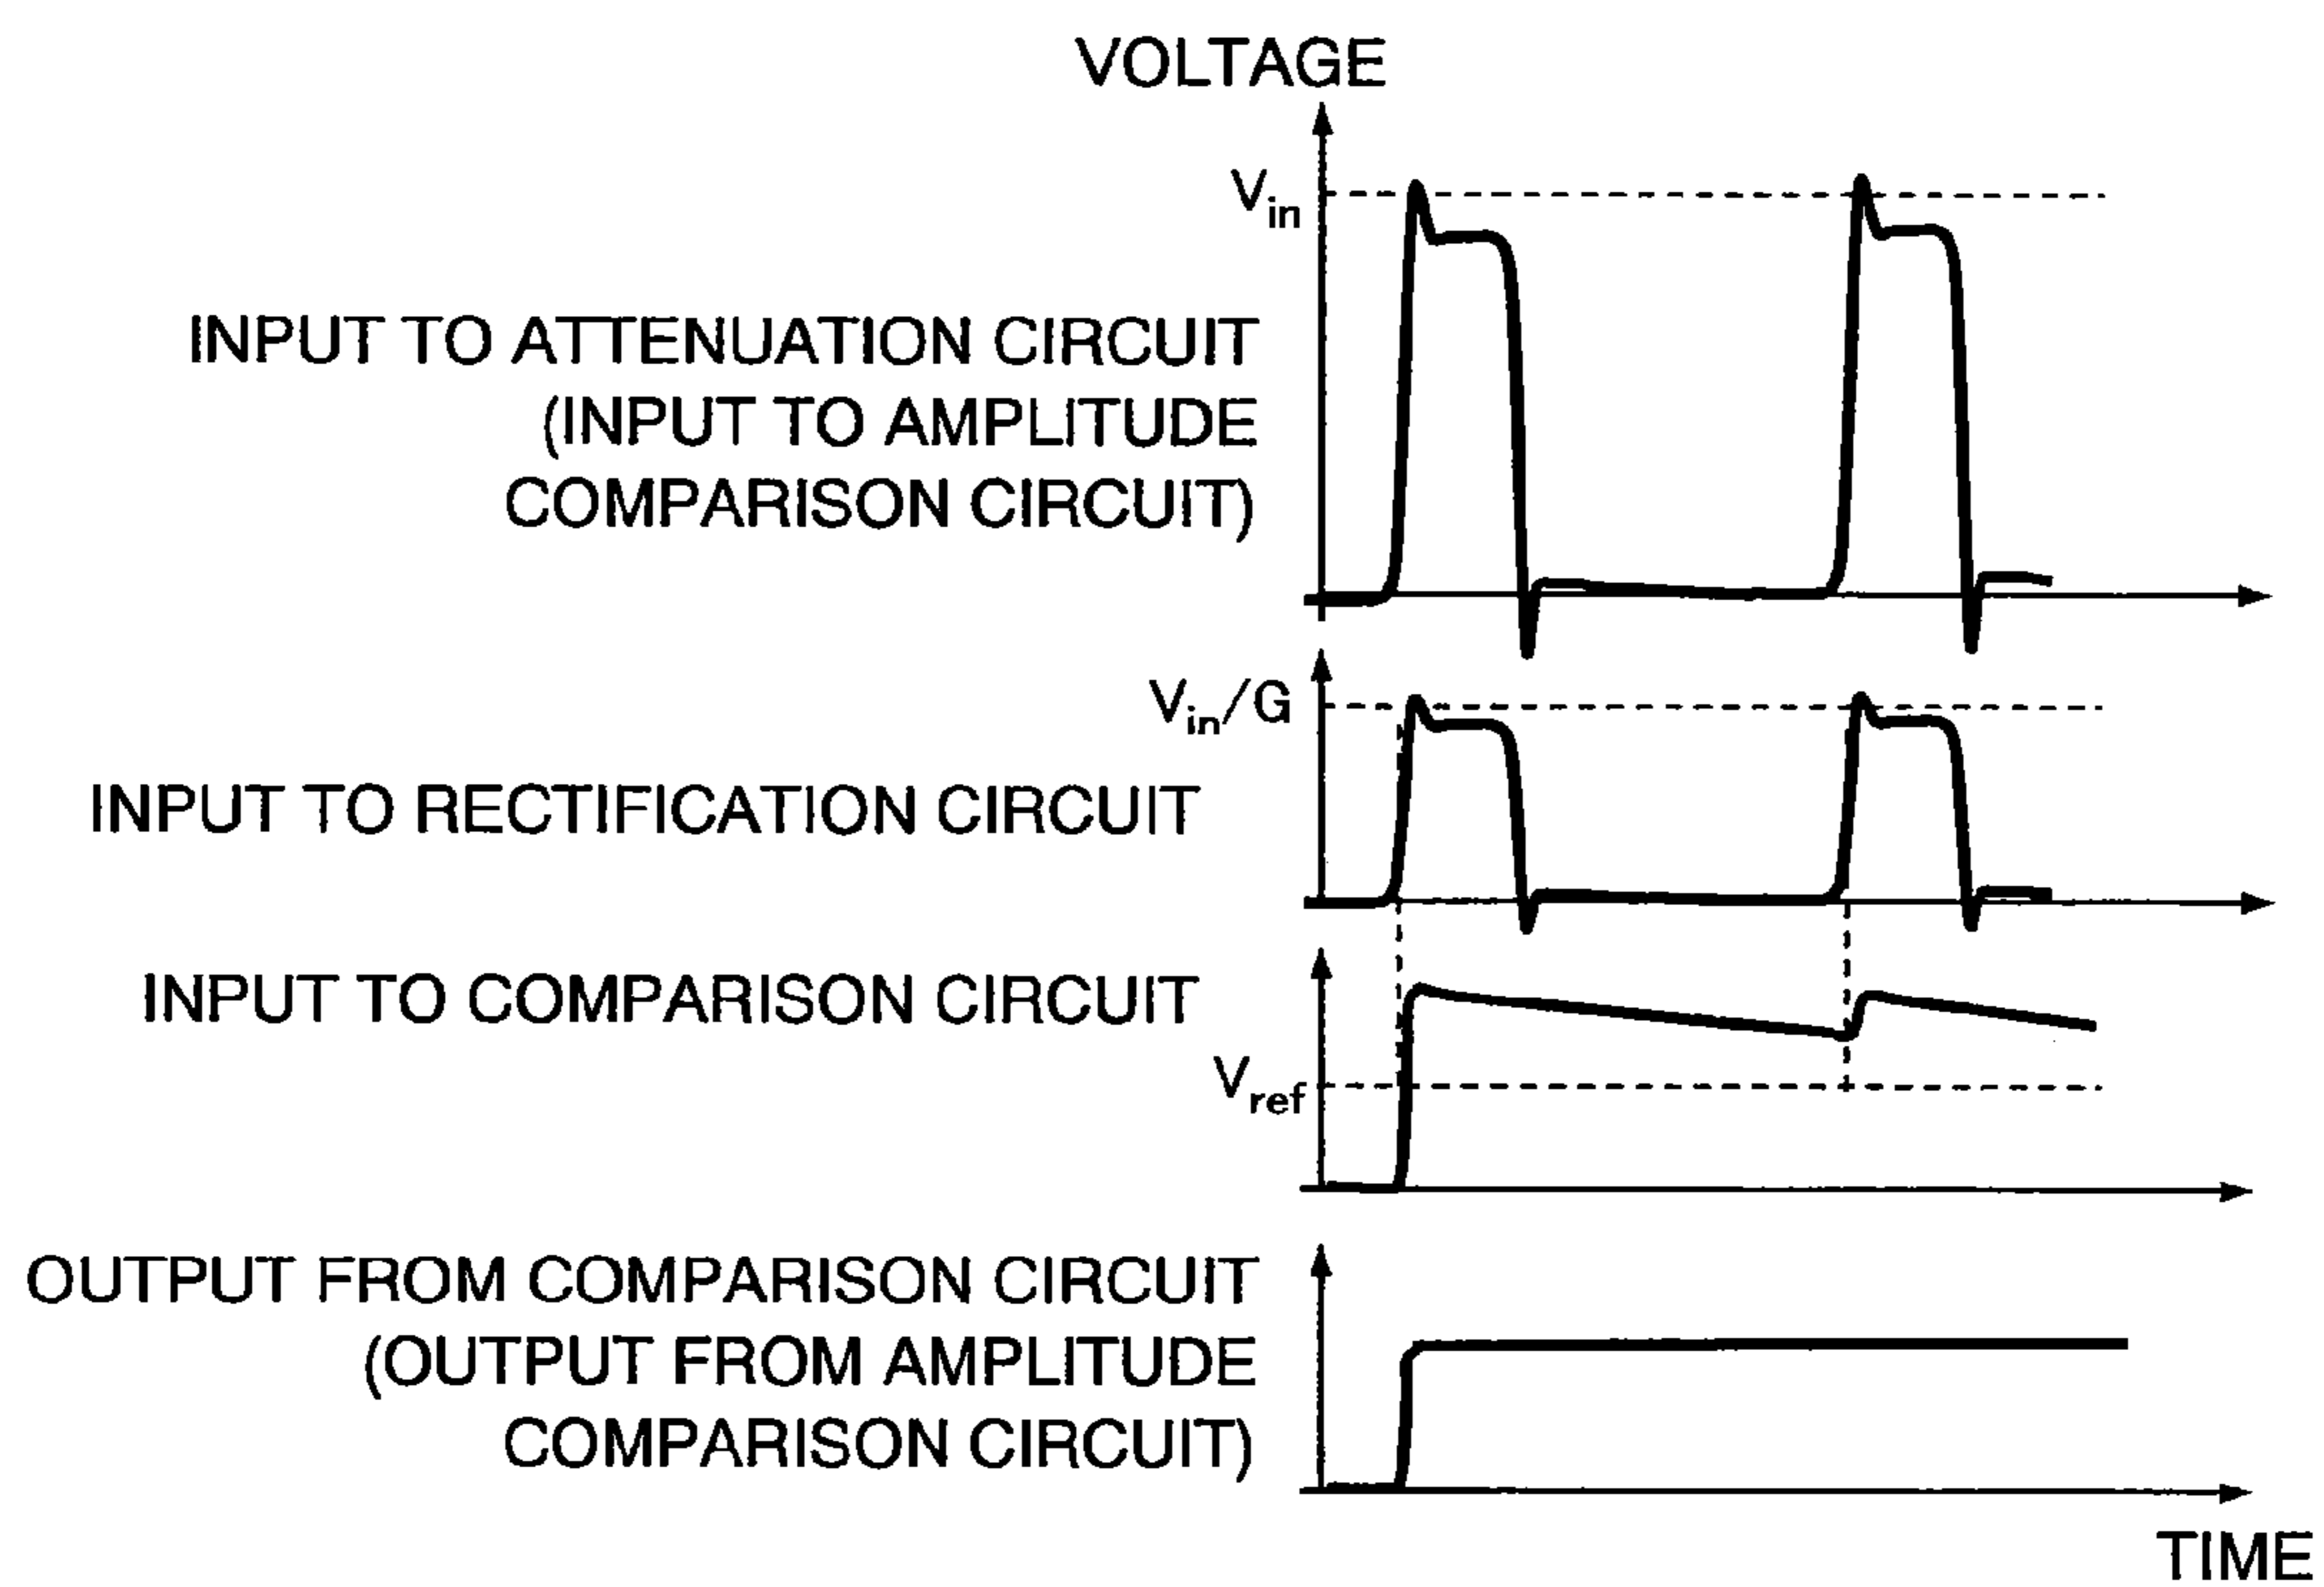 VOLTAGE
Vin
INPUT TO ATTENUATION CIRCUIT
(INPUT TO AMPLITUDE
COMPARISON CIRCUIT)
Vin/G
INPUT TO RECTIFICATION CIRCUIT
INPUT TO COMPARISON CIRCUIT
Vref
OUTPUT FROM COMPARISON CIRCUIT
(OUTPUT FROM AMPLITUDE
COMPARISON CIRCUIT)
TIME